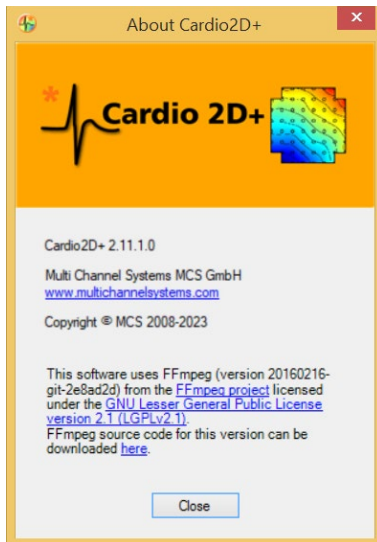 About Cardio2D+
Cardio 2D+
Cardio2D+ 2.11.1.0
Multi Channel Systems MCS GmbH
www.multichannelsystems.com
Copyright © MCS 2008-2023
This software uses FFmpeg (version 20160216-
git-2e8ad2d) from the FFmpeg project licensed
under the GNU Lesser General Public License
version 2.1 (LGPLv2.1).
FFmpeg source code for this version can be
downloaded here.
Close